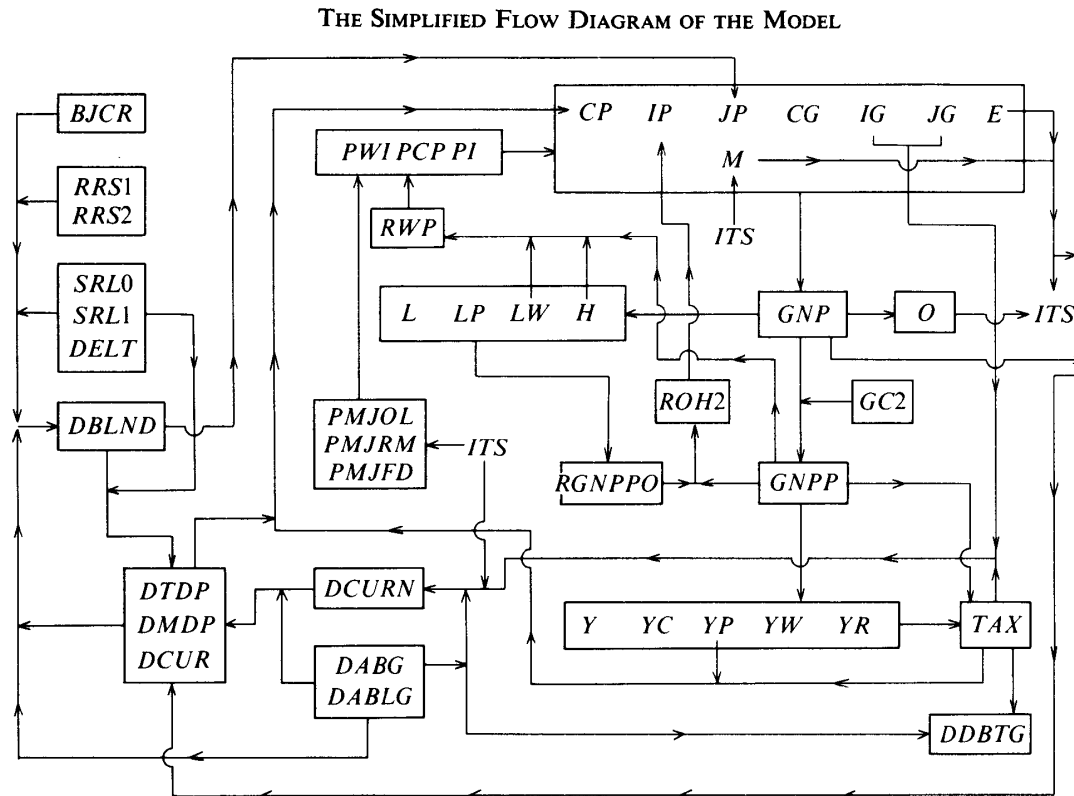 THE SIMPLIFIED FLOW DIAGRAM OF THE MODEL
BJCR
CP IP JP CG IG JG E
PWI PCP PI
M
RRS1
RRS2
RWP
ITS
SRL0
SRL1
DELT
L LP LW H
GNP
O
ITS
DBLND
PMJOL
PMJRM
PMJFD
ITS
ROH2
GC2
RGNPPO
GNPP
DTDP
DMDP
DCUR
DCURN
Y YC YP YW YR
TAX
DABG
DABLG
DDBTG